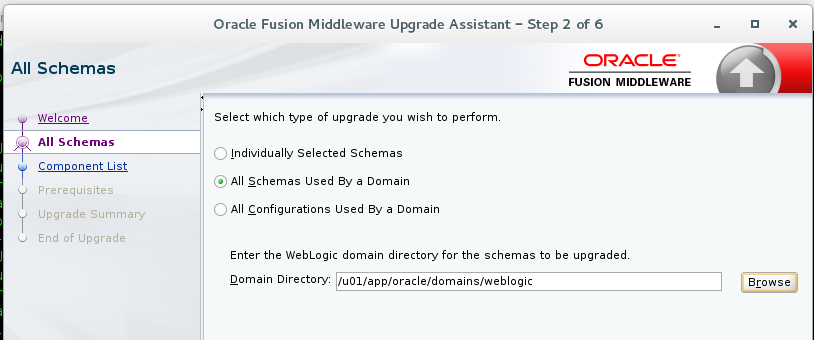 Oracle Fusion Middleware Upgrade Assistant – Step 2 of 6
All Schemas
ORACLE
FUSION MIDDLEWARE
Welcome
All Schemas
Component List
Prerequisites
Upgrade Summary
End of Upgrade
Select which type of upgrade you wish to perform.
Individually Selected Schemas
All Schemas Used By a Domain
All Configurations Used By a Domain
Enter the WebLogic domain directory for the schemas to be upgraded.
Domain Directory: /u01/app/oracle/domains/weblogic Browse